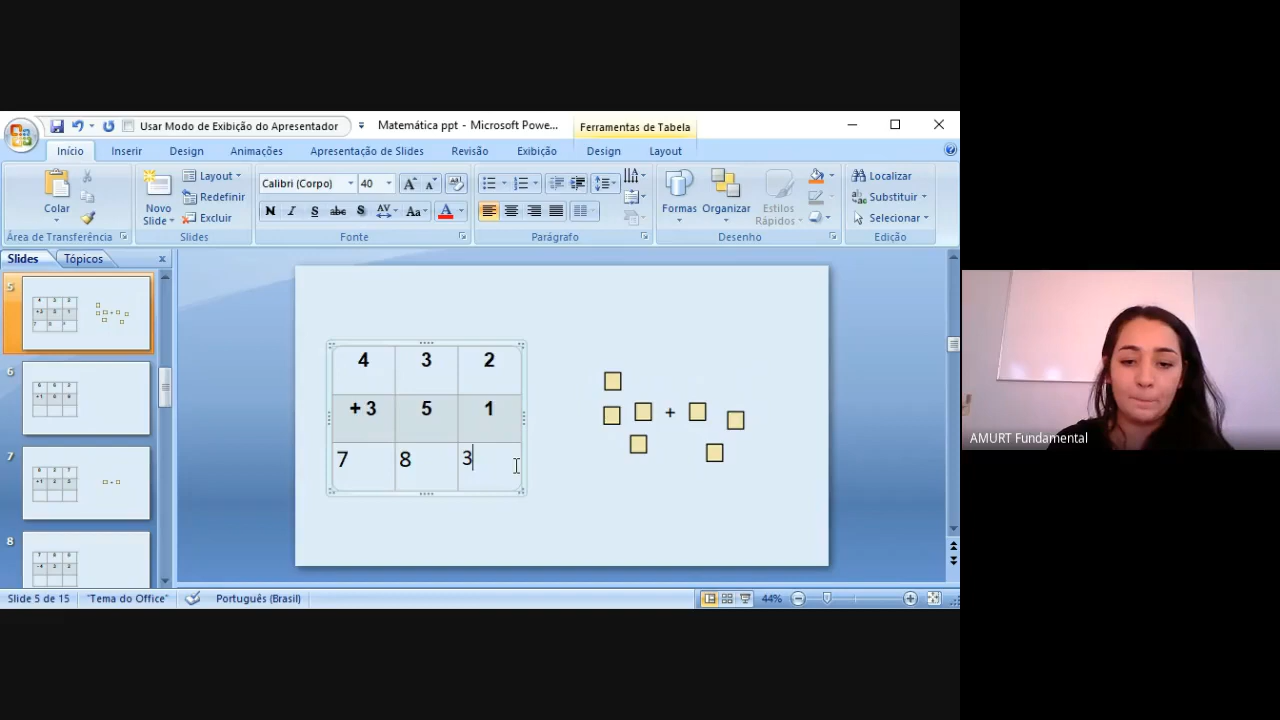 Usar Modo de Exibição do Apresentador
Matemática ppt - Microsoft Powe...
Ferramentas de Tabela
Início Inserir Design Animações Apresentação de Slides Revisão Exibição Design Layout
Colar
Área de Transferência
Novo Slide
Layout
Redefinir
Excluir
Slides
Calibri (Corpo) 40
N I S abc S AV Aa A
Fonte
Parágrafo
Formas
Organizar
Estilos Rápidos
Desenho
Localizar
Substituir
Selecionar
Edição
Slides Tópicos
5
6
7
8
4 3 2
+ 3 5 1
7 8 3
+
AMURT Fundamental
Slide 5 de 15 "Tema do Office" Português (Brasil) 44%